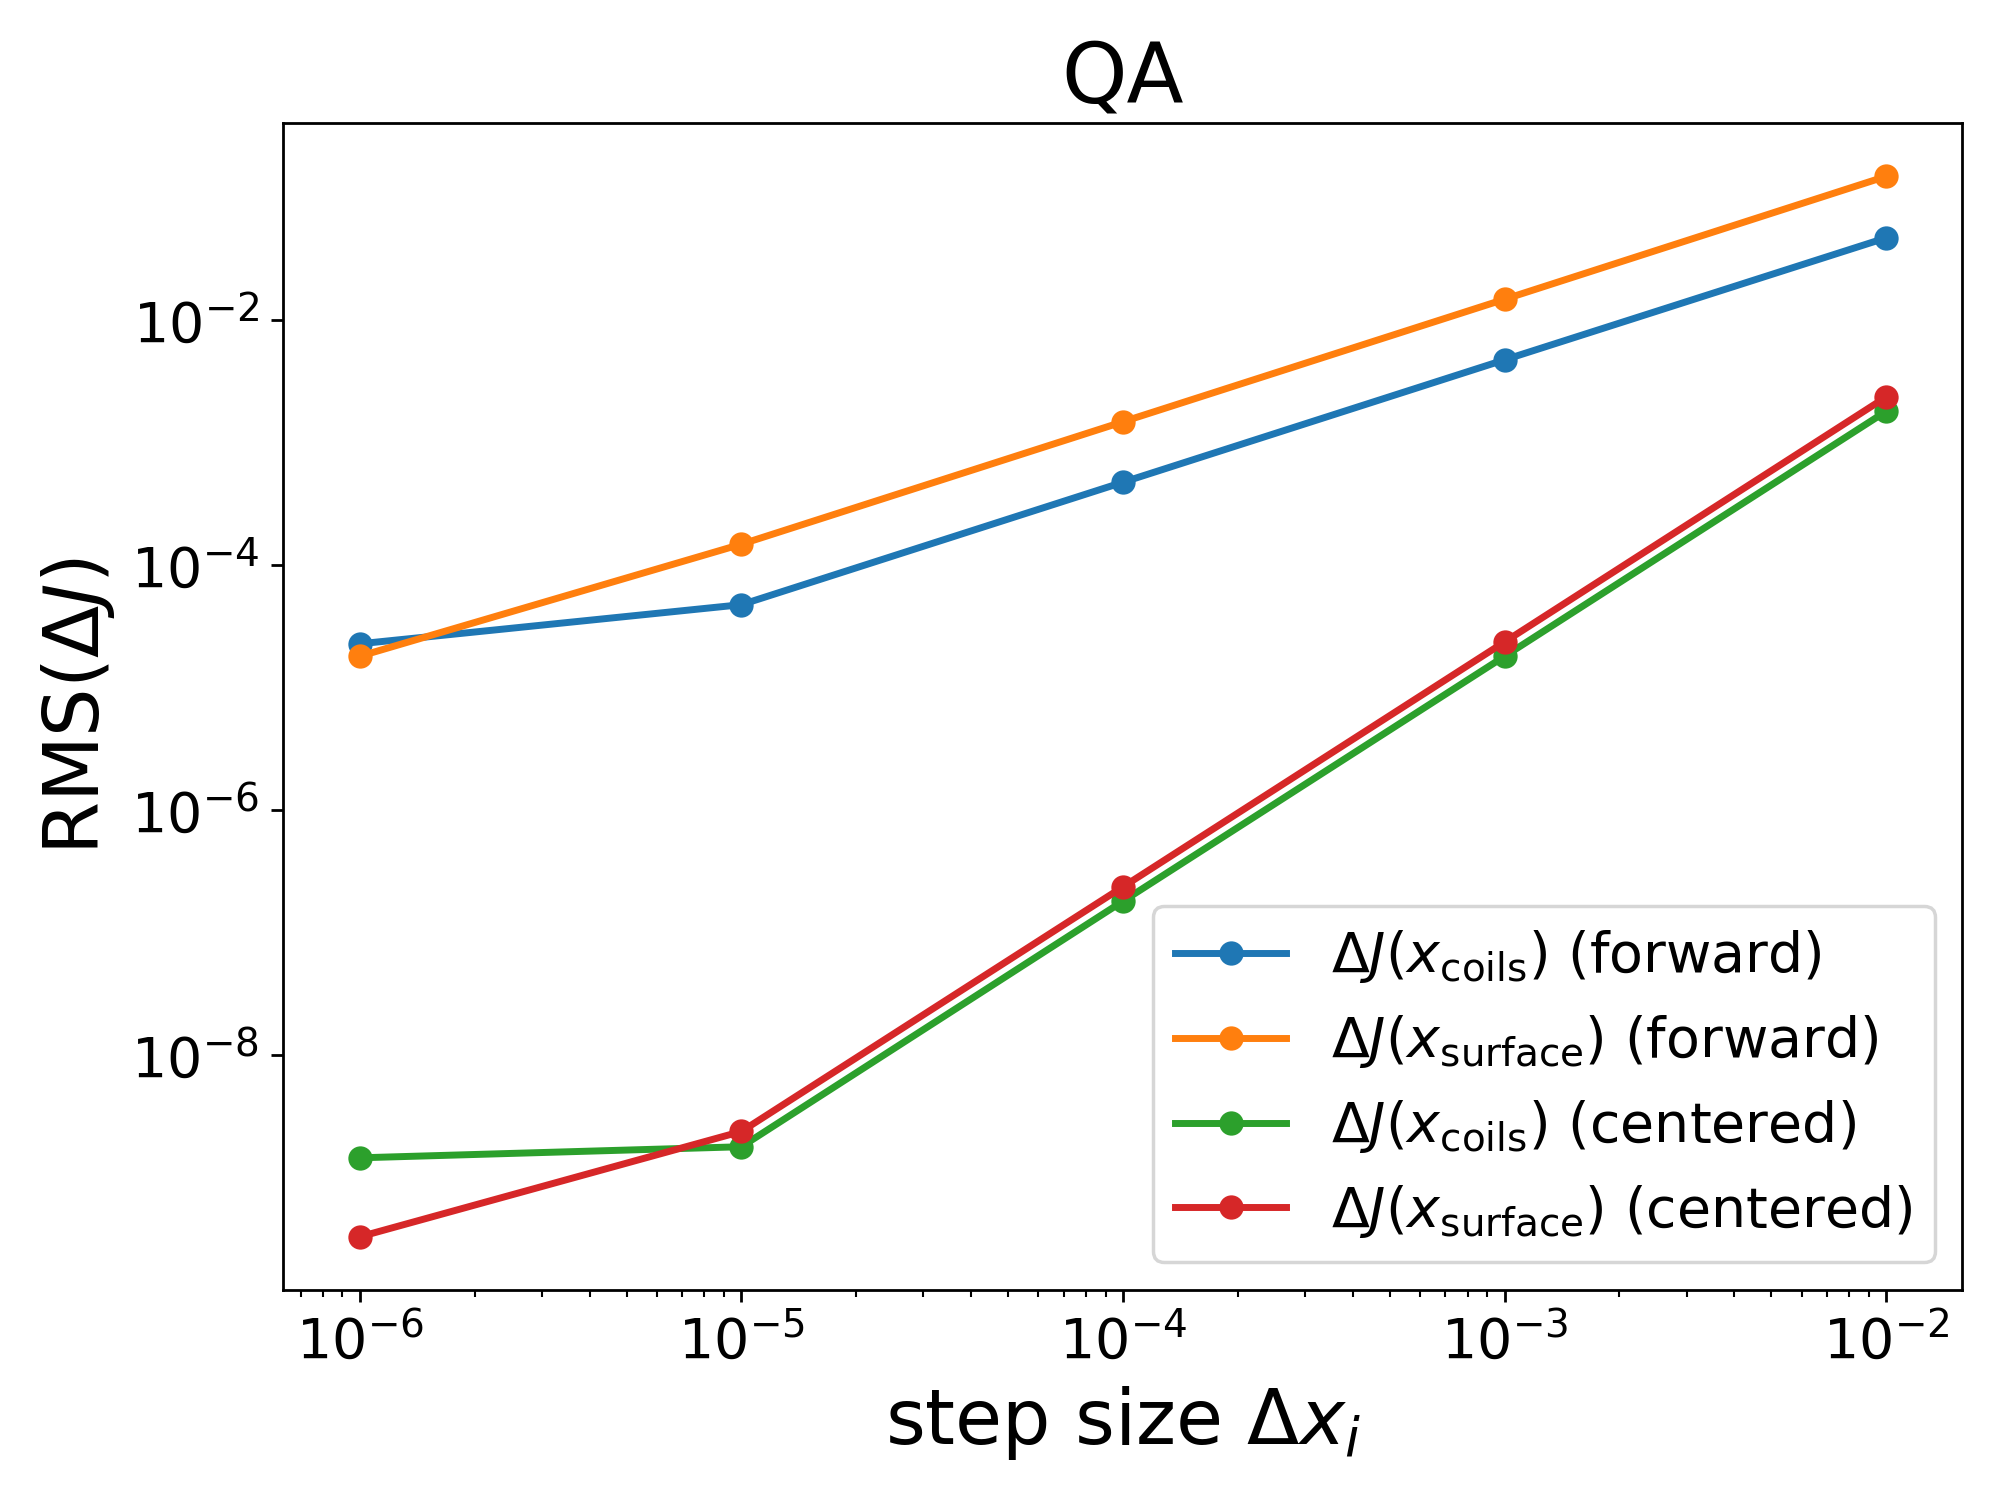 QA
RMS(ΔJ)
10⁻²
10⁻⁴
10⁻⁶
10⁻⁸
ΔJ(x_coils) (forward)
ΔJ(x_surface) (forward)
ΔJ(x_coils) (centered)
ΔJ(x_surface) (centered)
10⁻⁶ 10⁻⁵ 10⁻⁴ 10⁻³ 10⁻²
step size Δxᵢ